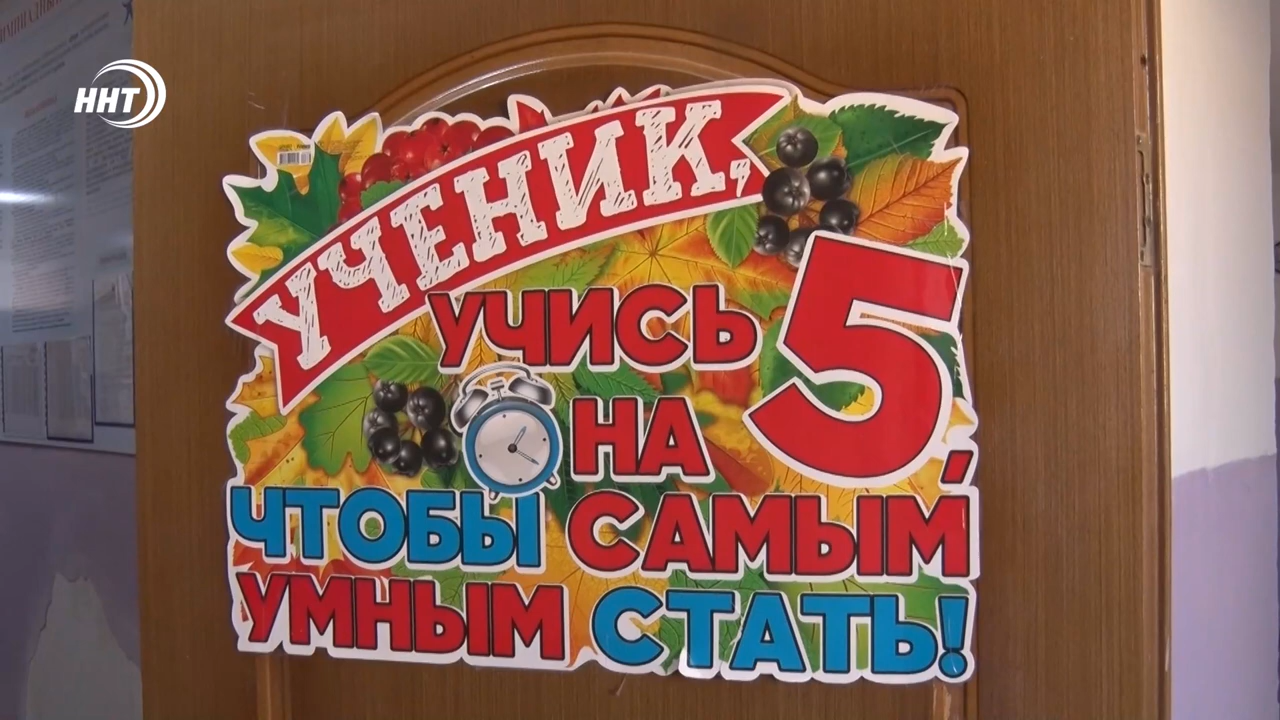 ННТ
УЧЕНИК,
УЧИСЬ
НА 5,
ЧТОБЫ САМЫМ
УМНЫМ СТАТЬ!